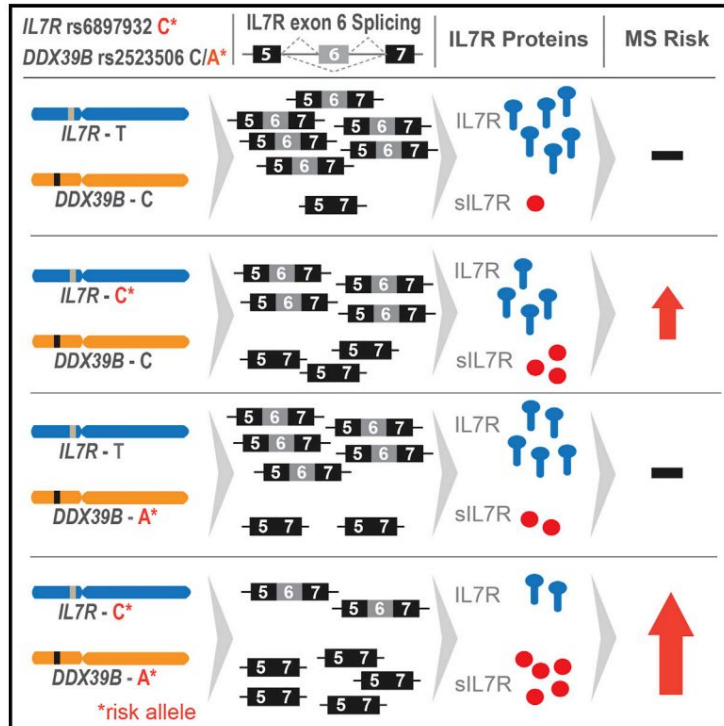 IL7R rs6897932 C*
DDX39B rs2523506 C/A*
IL7R exon 6 Splicing
5 6 7
IL7R Proteins
MS Risk
IL7R - T
DDX39B - C
5 6 7
5 6 7
5 6 7
5 6 7
5 6 7
5 6 7
5 7
IL7R
sIL7R
IL7R - C*
DDX39B - C
5 6 7
5 6 7
5 6 7
5 6 7
5 7
5 7
5 7
IL7R
sIL7R
IL7R - T
DDX39B - A*
5 6 7
5 6 7
5 6 7
5 6 7
5 6 7
5 7
5 7
IL7R
sIL7R
IL7R - C*
DDX39B - A*
*risk allele
5 6 7
5 6 7
5 7
5 7
5 7
5 7
5 7
IL7R
sIL7R